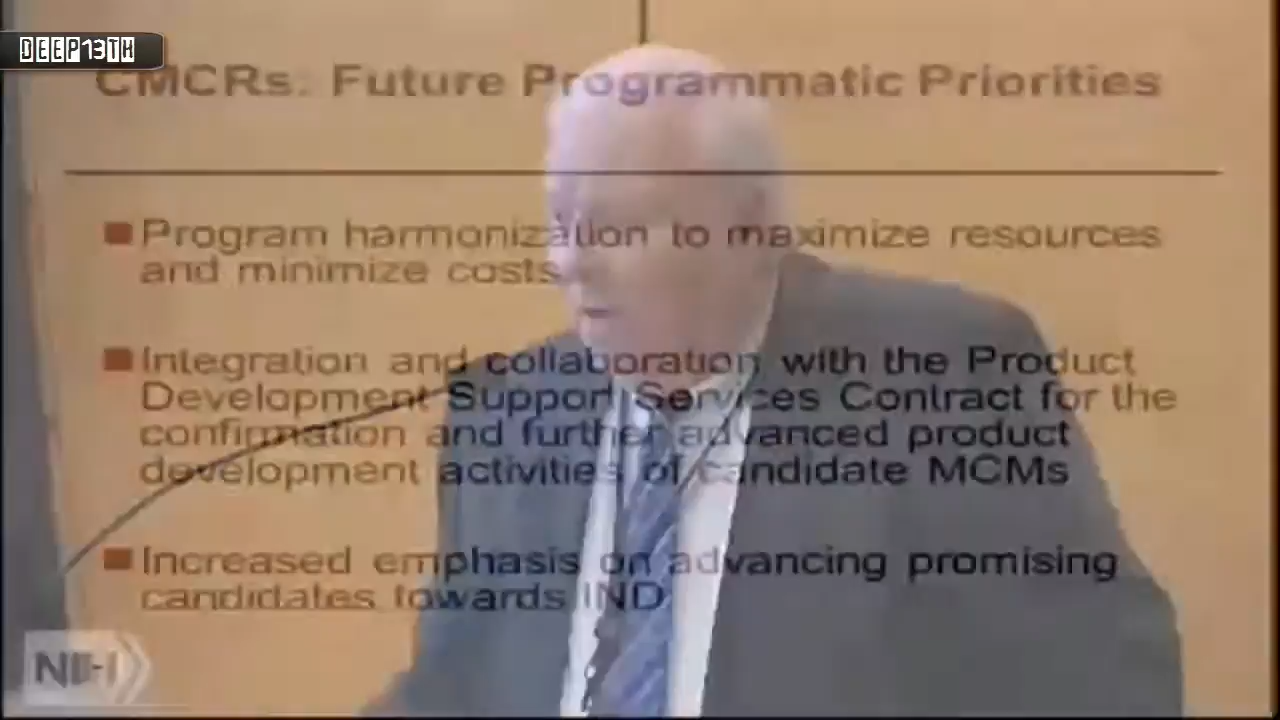 DEEP13TH
CMCRs: Future Programmatic Priorities
Program harmonization to maximize resources
and minimize costs
Integration and collaboration with the Product
Development Support Services Contract for the
confirmation and further advanced product
development activities of candidate MCMs
Increased emphasis on advancing promising
candidates towards IND
NIH